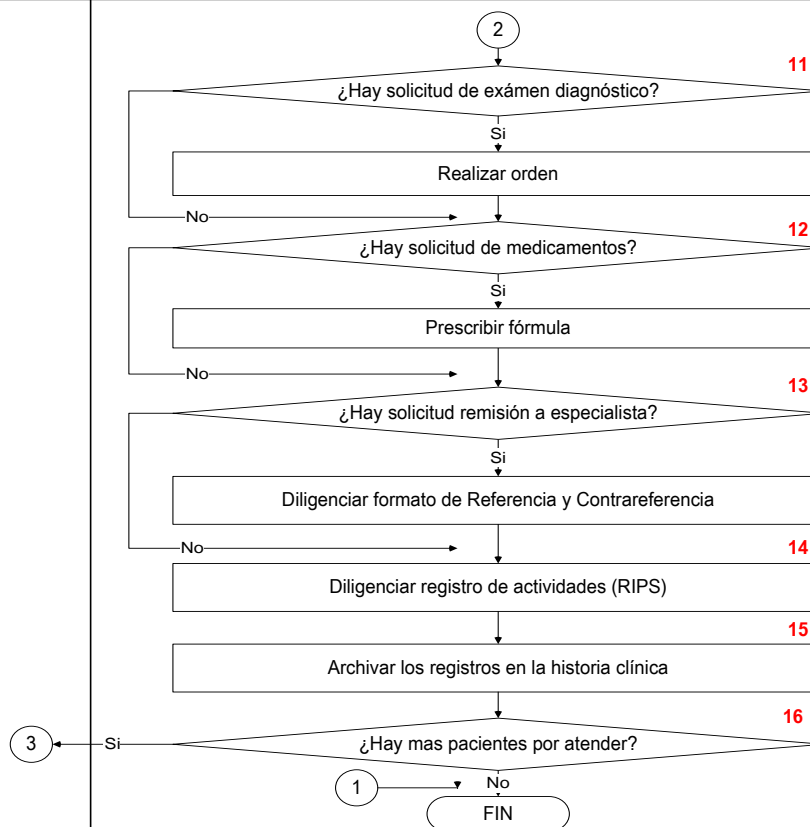 2
11
¿Hay solicitud de exámen diagnóstico?
Si
Realizar orden
No
12
¿Hay solicitud de medicamentos?
Si
Prescribir fórmula
No
13
¿Hay solicitud remisión a especialista?
Si
Diligenciar formato de Referencia y Contrareferencia
No
14
Diligenciar registro de actividades (RIPS)
15
Archivar los registros en la historia clínica
16
3
Si
¿Hay mas pacientes por atender?
1
No
FIN